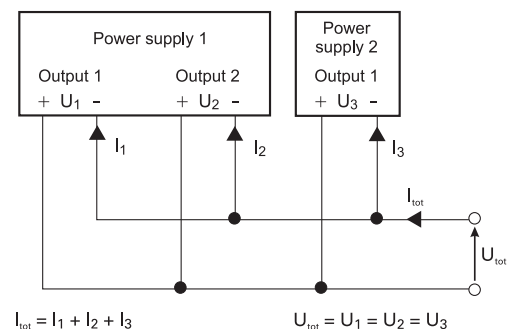 Power supply 1
Output 1 Output 2
+ U1 − + U2 −
Power
supply 2
Output 1
+ U3 −
I1
I2
I3
Itot
Utot
Itot = I1 + I2 + I3
Utot = U1 = U2 = U3